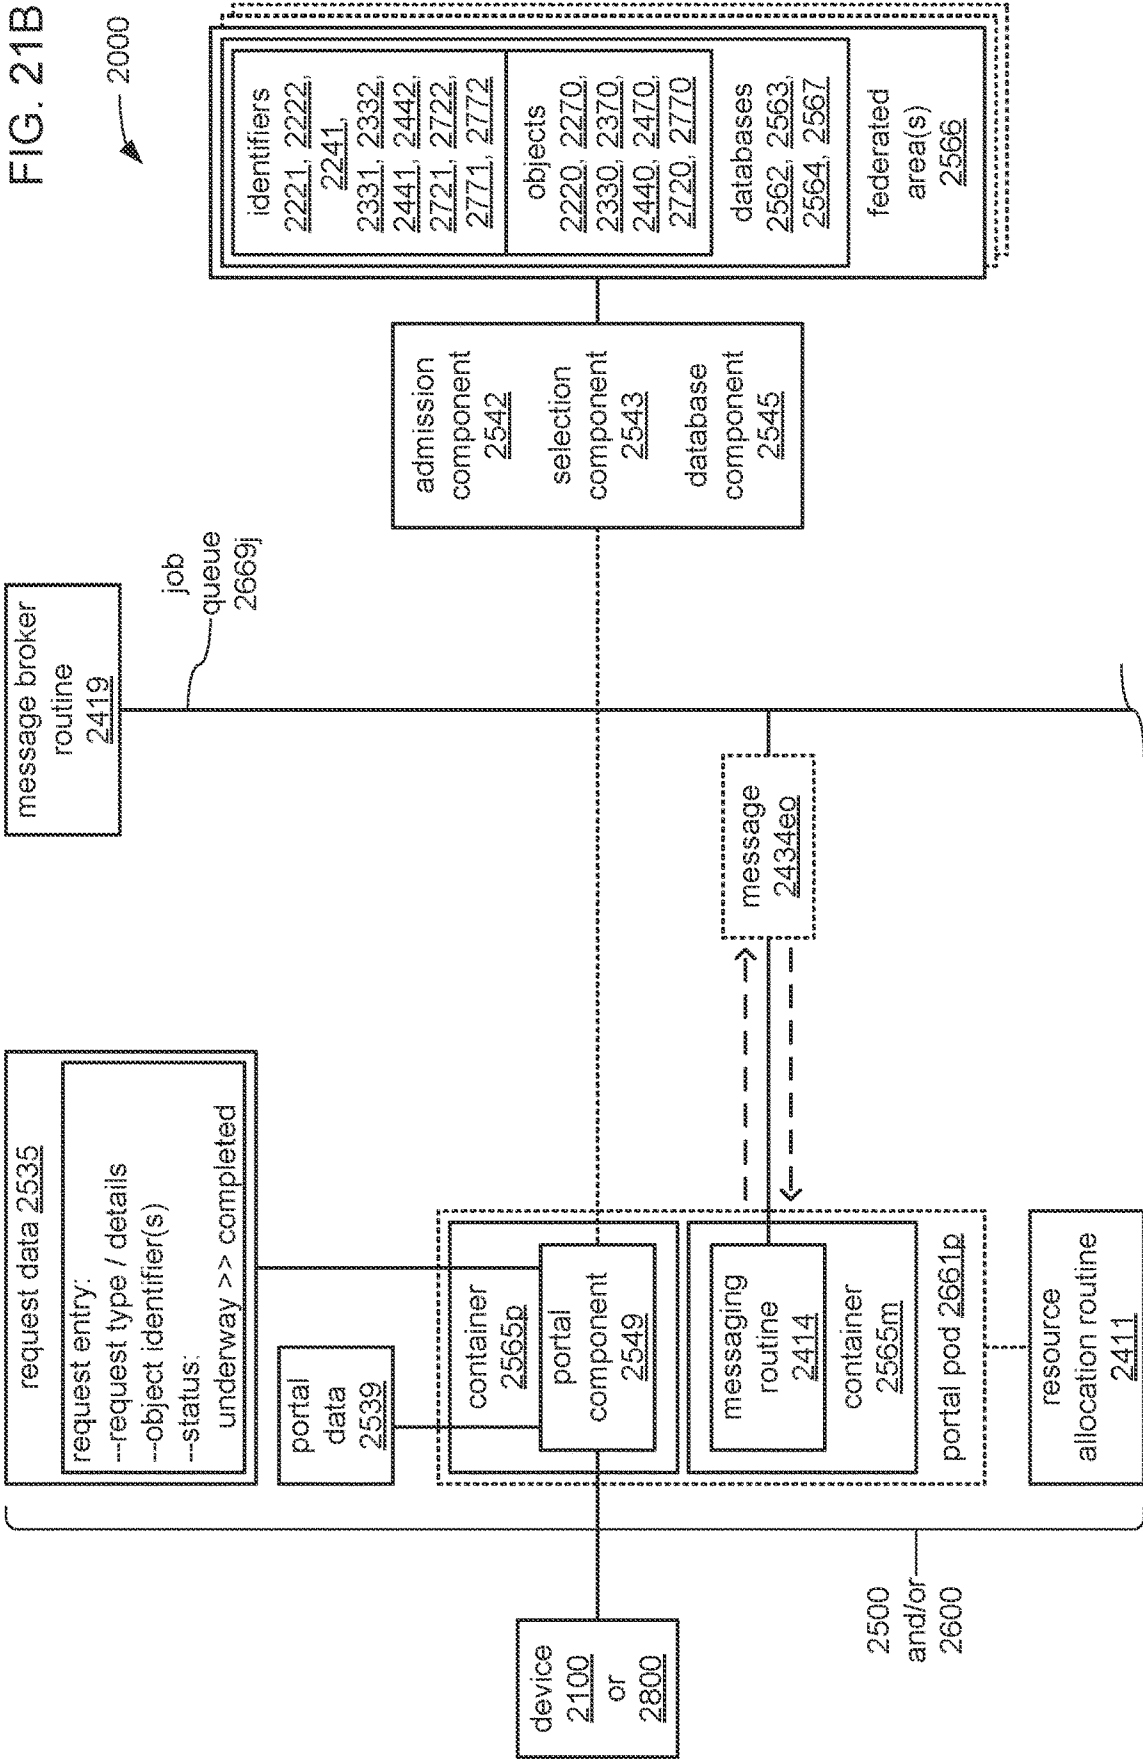 FIG. 21B
2000
request data 2535
request entry:
--request type / details
--object identifier(s)
--status:
underway >> completed
message broker
routine
2419
job
queue
2669j
portal
data
2539
device
2100
or
2800
container
2565p
portal
component
2549
messaging
routine
2414
container
2565m
portal pod 2661p
resource
allocation routine
2411
2500
and/or
2600
message
2434eo
admission
component
2542
selection
component
2543
database
component
2545
identifiers
2221, 2222,
2241,
2331, 2332,
2441, 2442,
2721, 2722,
2771, 2772
objects
2220, 2270,
2330, 2370,
2440, 2470,
2720, 2770
databases
2562, 2563,
2564, 2567
federated
area(s)
2566